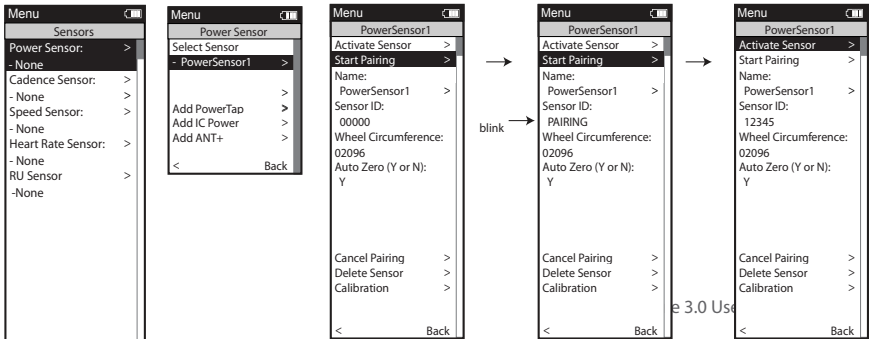 Menu
Sensors
Power Sensor: >
- None
Cadence Sensor: >
- None >
Speed Sensor: >
- None
Heart Rate Sensor: >
- None
RU Sensor >
-None
Menu
Power Sensor
Select Sensor
- PowerSensor1 >
>
Add PowerTap >
Add IC Power >
Add ANT+ >
< Back
Menu
PowerSensor1
Activate Sensor >
Start Pairing >
Name:
PowerSensor1 >
Sensor ID:
00000
Wheel Circumference:
02096
Auto Zero (Y or N):
Y
Cancel Pairing >
Delete Sensor >
Calibration >
< Back
blink
Menu
PowerSensor1
Activate Sensor >
Start Pairing >
Name:
PowerSensor1 >
Sensor ID:
PAIRING
Wheel Circumference:
02096
Auto Zero (Y or N):
Y
Cancel Pairing >
Delete Sensor >
Calibration >
< Back
Menu
PowerSensor1
Activate Sensor >
Start Pairing >
Name:
PowerSensor1 >
Sensor ID:
12345
Wheel Circumference:
02096
Auto Zero (Y or N):
Y
Cancel Pairing >
Delete Sensor >
Calibration >
< Back
3.0